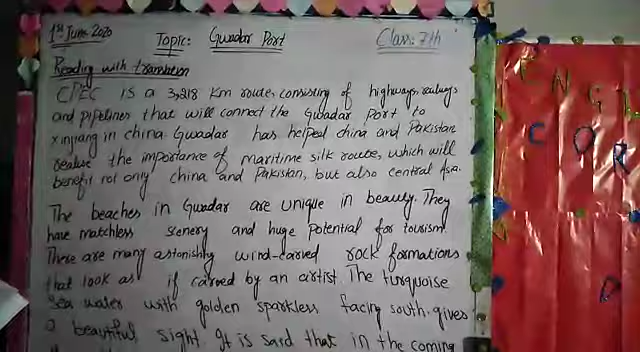 1st June 2020
Topic: Gwadar Port
Class: 7th
Reading with translation
CPEC is a 3,218 km route, consisting of highways, railways
and pipelines that will connect the Gwadar Port to
xinjiang in china. Gwadar has helped china and Pakistan
realise the importance of maritime silk route, which will
benefit not only china and Pakistan, but also central Asia.
The beaches in Gwadar are unique in beauty. They
have matchless scenery and huge Potential for tourism.
There are many astonishing wind-carved rock formations
that look as if carved by an artist. The turquoise
sea water with golden sparkless facing south. gives
a beautiful sight. It is said that in the coming
E N G L
C O R
D